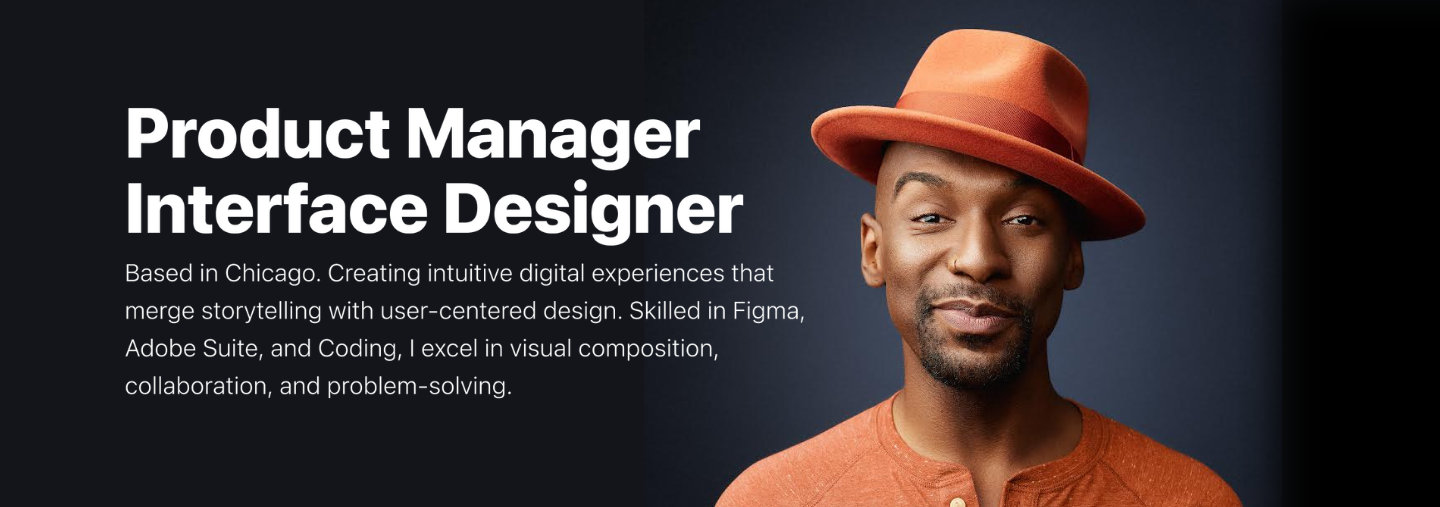 Product Manager
Interface Designer
Based in Chicago. Creating intuitive digital experiences that
merge storytelling with user-centered design. Skilled in Figma,
Adobe Suite, and Coding, I excel in visual composition,
collaboration, and problem-solving.